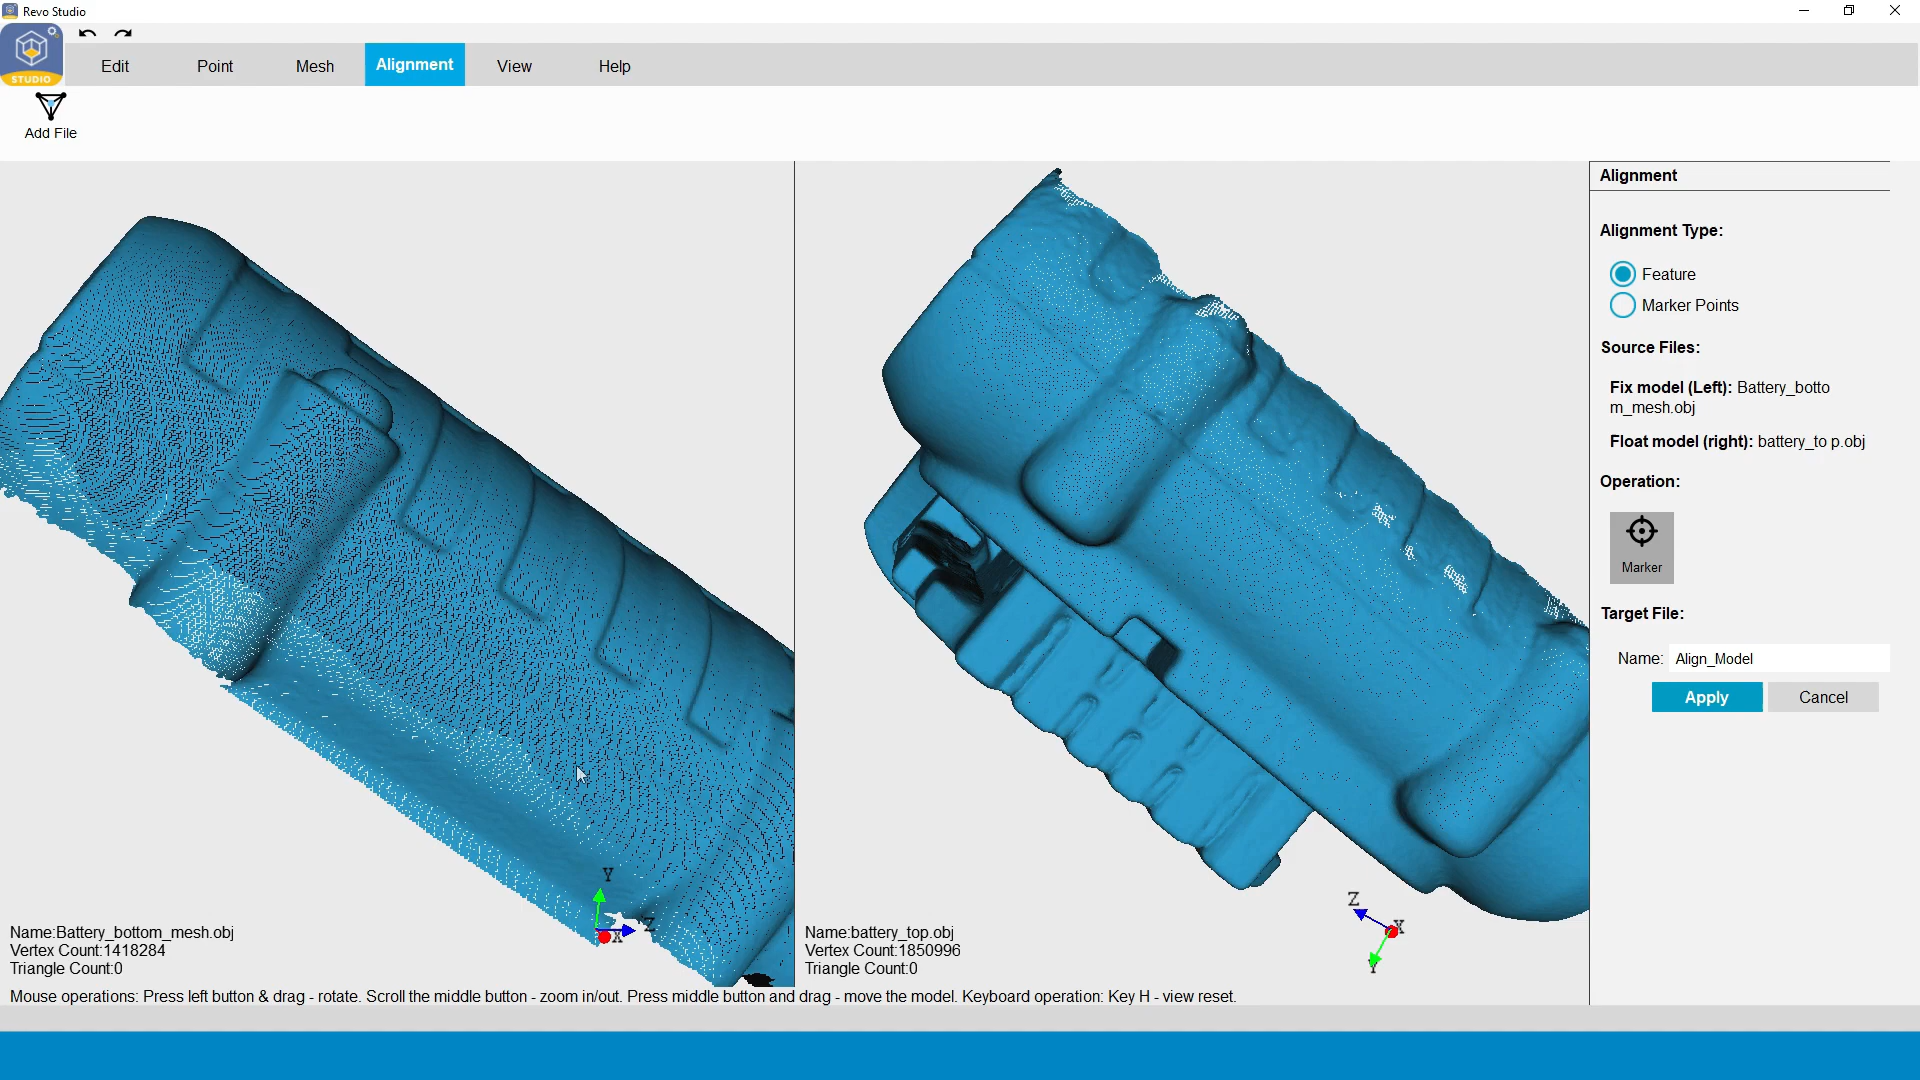 Revo Studio
STUDIO
Edit Point Mesh Alignment View Help
Add File
Alignment
Alignment Type:
Feature
Marker Points
Source Files:
Fix model (Left): Battery_botto
m_mesh.obj
Float model (right): battery_to p.obj
Operation:
Marker
Target File:
Name: Align_Model
Apply Cancel
Y
Z
X
Name:Battery_bottom_mesh.obj
Vertex Count:1418284
Triangle Count:0
Z
X
Y
Name:battery_top.obj
Vertex Count:1850996
Triangle Count:0
Mouse operations: Press left button & drag - rotate. Scroll the middle button - zoom in/out. Press middle button and drag - move the model. Keyboard operation: Key H - view reset.